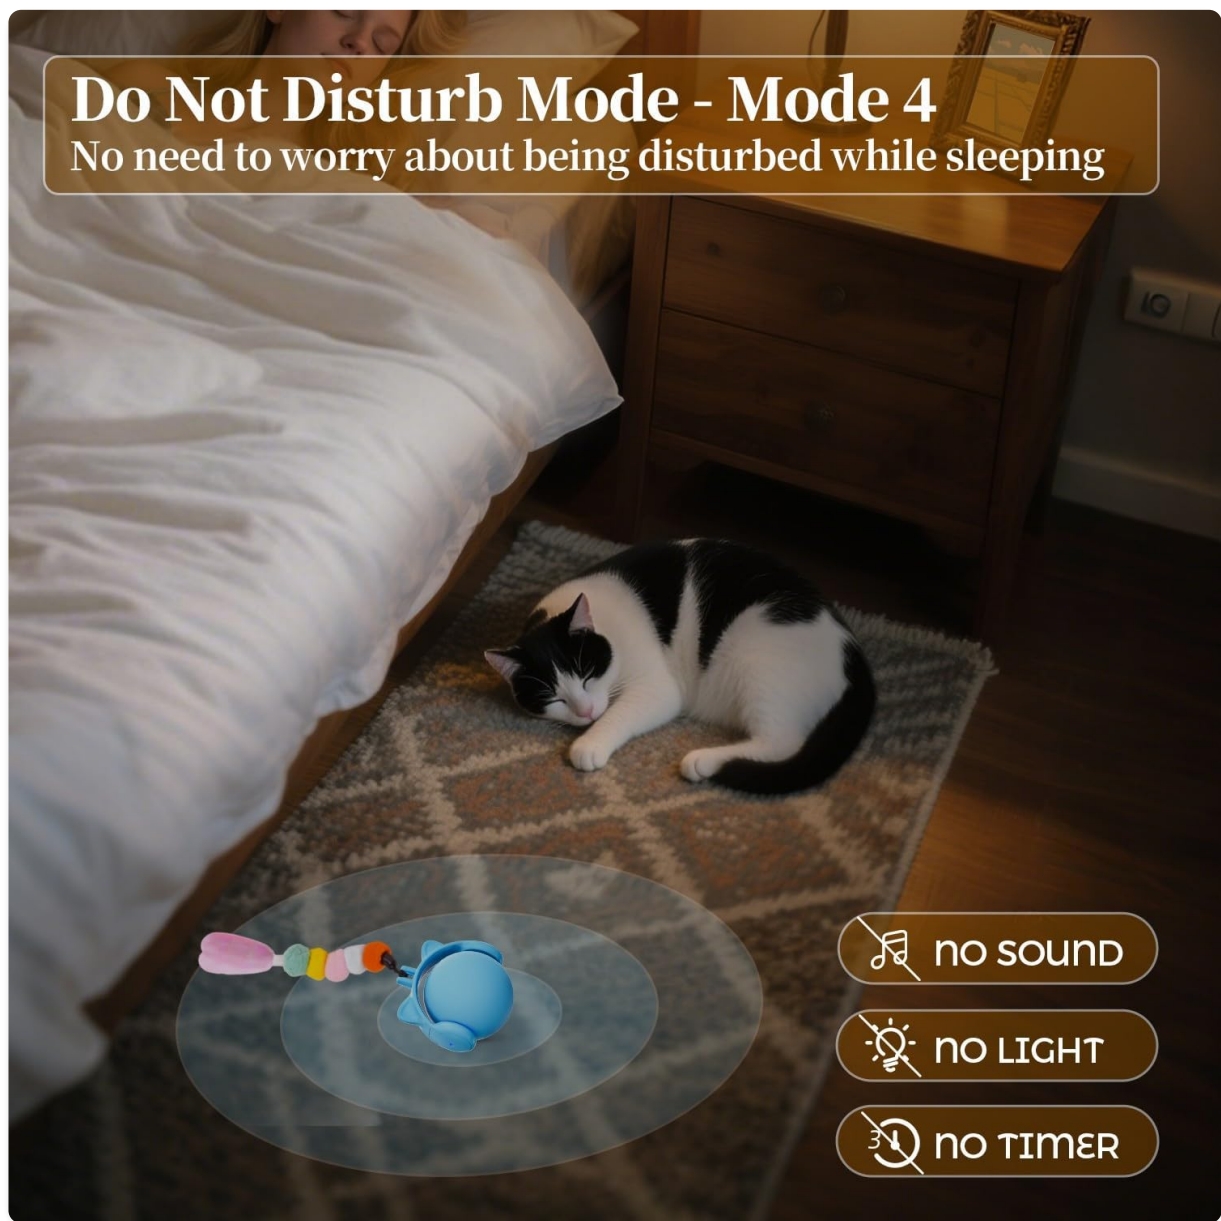 Do Not Disturb Mode - Mode 4
No need to worry about being disturbed while sleeping
NO SOUND
NO LIGHT
3 NO TIMER